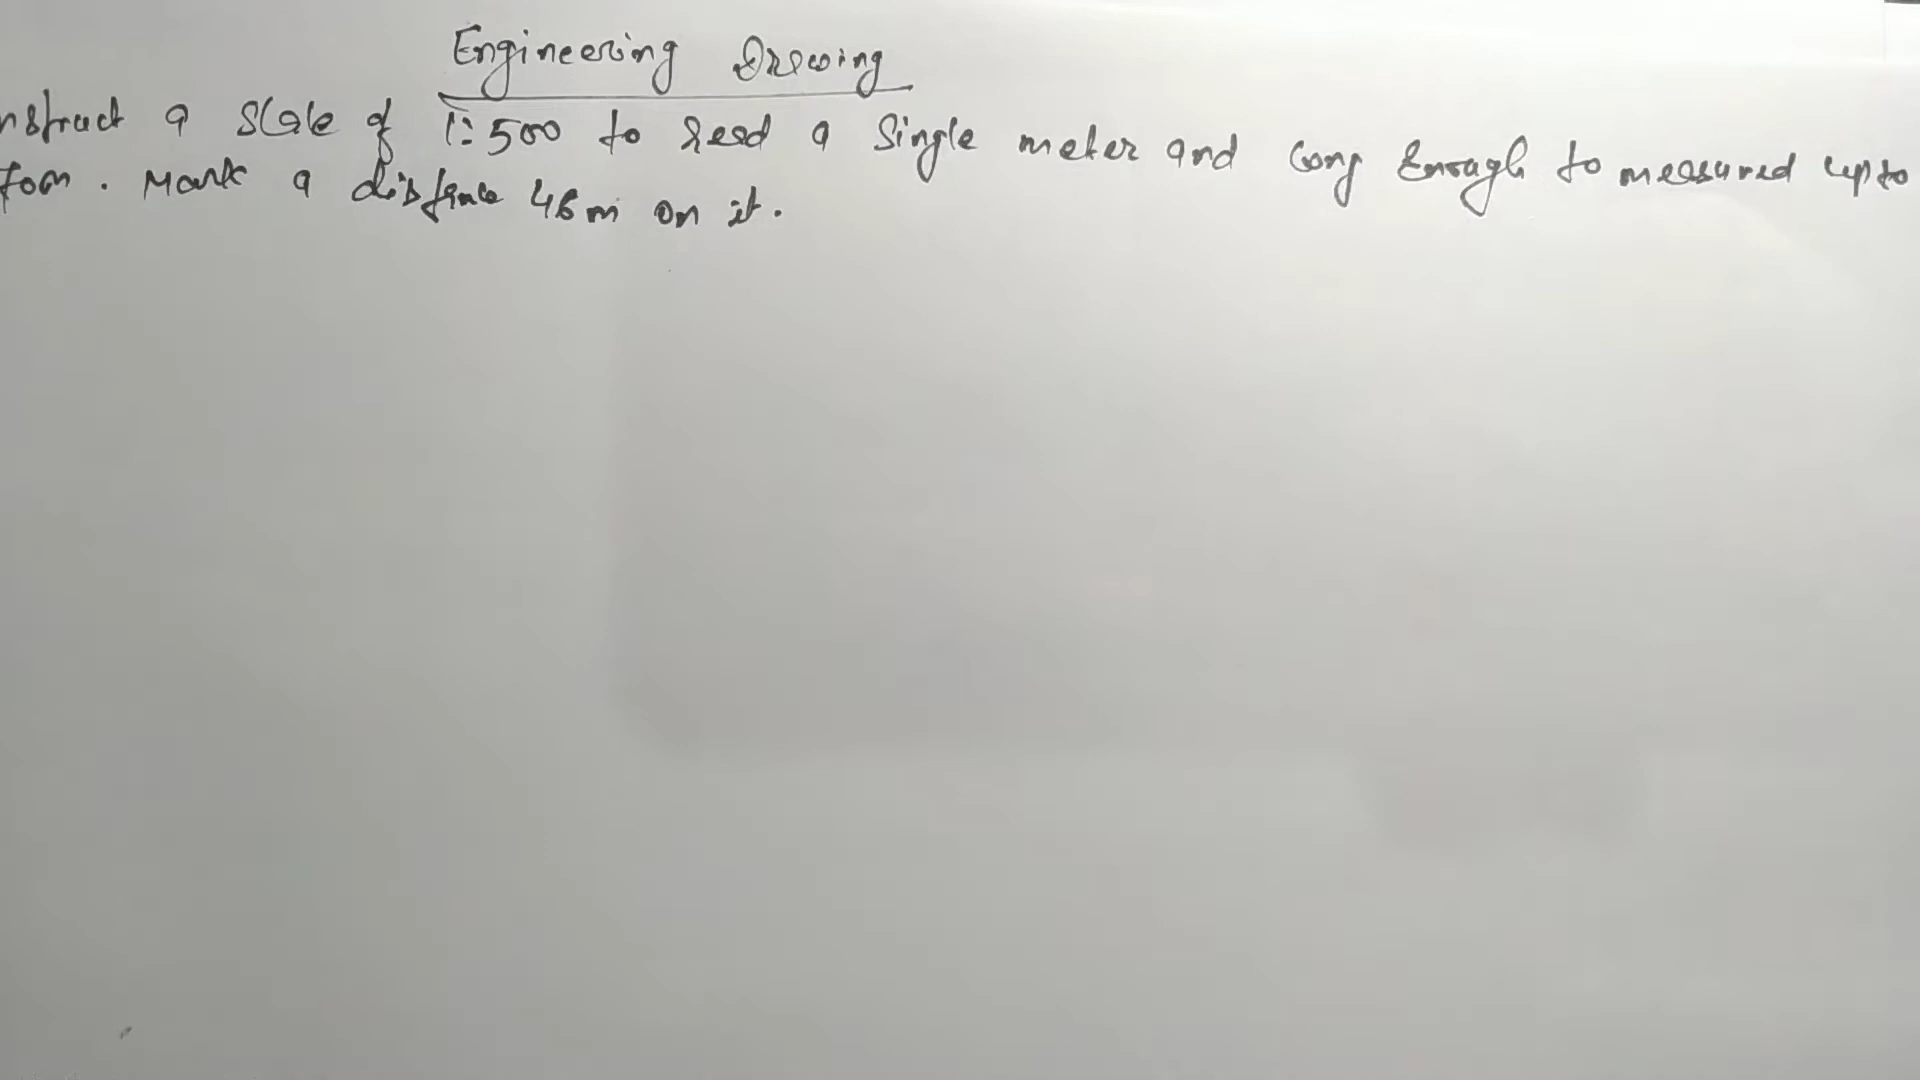 Engineering Drawing
nstruct a Scale of 1:500 to read a Single meter and long Enough to measured upto
Mark a distance 46m on it.